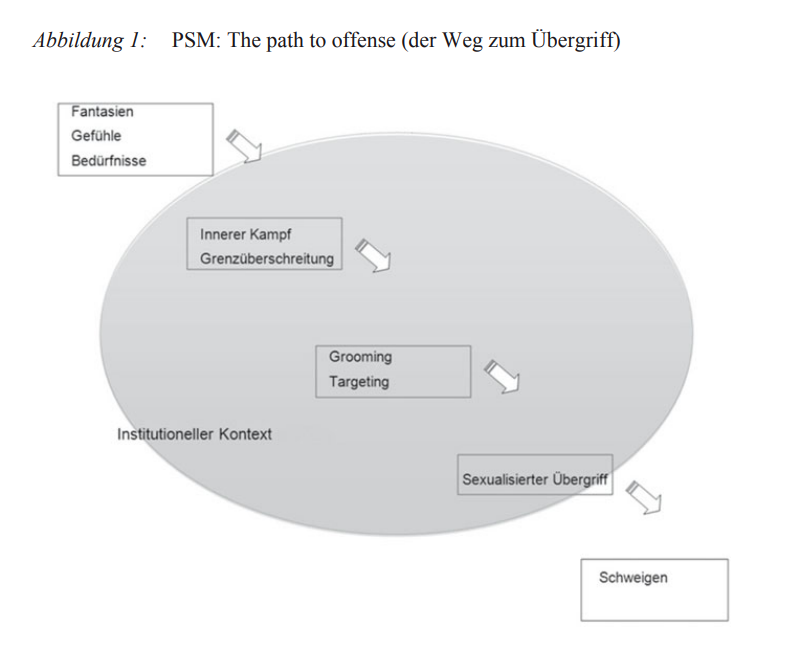 Abbildung 1: PSM: The path to offense (der Weg zum Übergriff)
Fantasien
Gefühle
Bedürfnisse
Innerer Kampf
Grenzüberschreitung
Grooming
Targeting
Institutioneller Kontext
Sexualisierter Übergriff
Schweigen